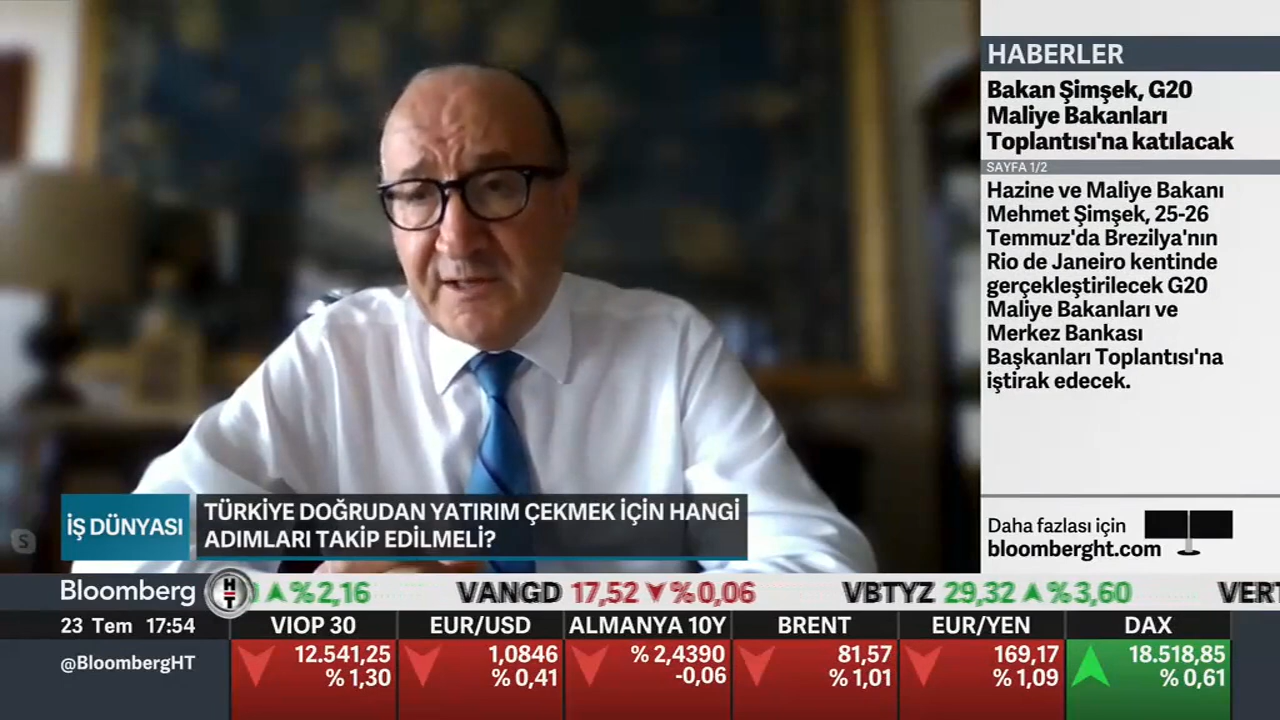 HABERLER
Bakan Şimşek, G20
Maliye Bakanları
Toplantısı'na katılacak
SAYFA 1/2
Hazine ve Maliye Bakanı
Mehmet Şimşek, 25-26
Temmuz'da Brezilya'nın
Rio de Janeiro kentinde
gerçekleştirilecek G20
Maliye Bakanları ve
Merkez Bankası
Başkanları Toplantısı'na
iştirak edecek.
Daha fazlası için
bloomberght.com
S
İŞ DÜNYASI
TÜRKİYE DOĞRUDAN YATIRIM ÇEKMEK İÇİN HANGİ
ADIMLARI TAKİP EDİLMELİ?
Bloomberg HT
%2,16 VANGD 17,52 %0,06 VBTYZ 29,32 %3,60 VERT
23 Tem 17:54
@BloombergHT
VIOP 30 EUR/USD ALMANYA 10Y BRENT EUR/YEN DAX
12.541,25 1,0846 % 2,4390 81,57 169,17 18.518,85
% 1,30 % 0,41 -0,06 % 1,01 % 1,09 % 0,61